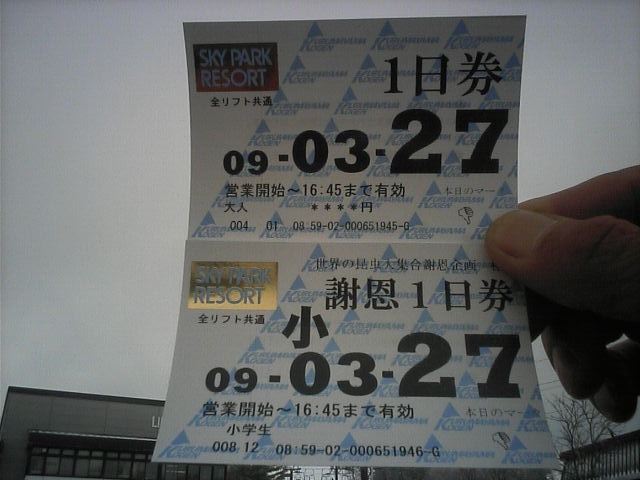 SKY PARK
RESORT
1日券
全リフト共通
09-03-27
営業開始～16:45まで有効
本日のマー
大人 ****円
004 01 08:59-02-000651945-G
世界の昆虫大集合謝恩企画
SKY PARK
RESORT
謝恩1日券
全リフト共通
小
09-03-27
営業開始～16:45まで有効
本日のマー
小学生
008 12 08:59-02-000651946-G
KURUMAYAMA
KOGEN